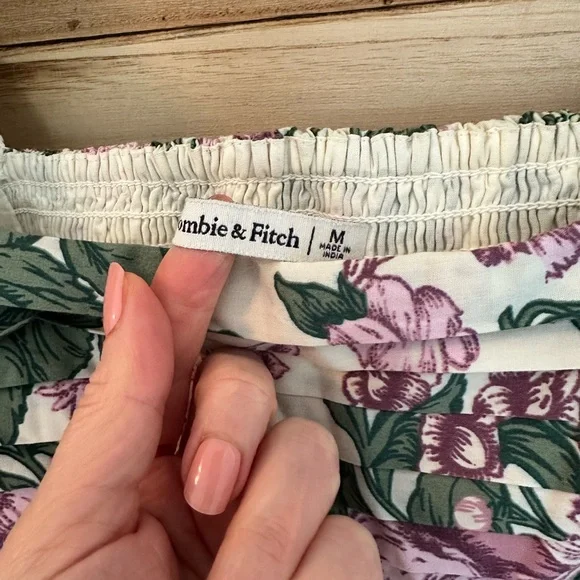 ombie & Fitch | M
MADE IN
INDIA